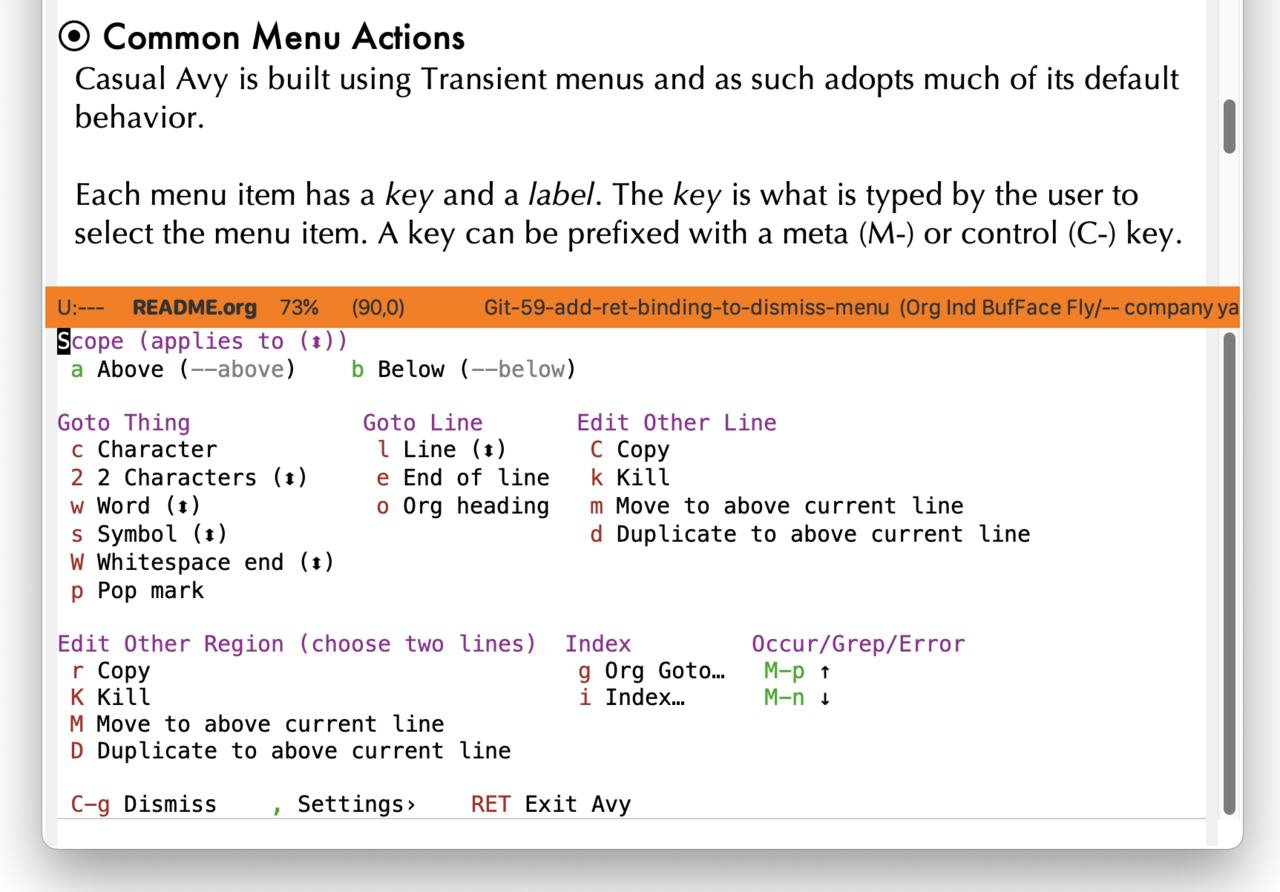 Common Menu Actions
Casual Avy is built using Transient menus and as such adopts much of its default
behavior.
Each menu item has a key and a label. The key is what is typed by the user to
select the menu item. A key can be prefixed with a meta (M-) or control (C-) key.
U:--- README.org 73% (90,0) Git-59-add-ret-binding-to-dismiss-menu (Org Ind BufFace Fly/-- company ya
Scope (applies to (⬍))
a Above (--above) b Below (--below)
Goto Thing Goto Line Edit Other Line
c Character l Line (⬍) C Copy
2 2 Characters (⬍) e End of line k Kill
w Word (⬍) o Org heading m Move to above current line
s Symbol (⬍) d Duplicate to above current line
W Whitespace end (⬍)
p Pop mark
Edit Other Region (choose two lines) Index Occur/Grep/Error
r Copy g Org Goto… M-p ↑
K Kill i Index… M-n ↓
M Move to above current line
D Duplicate to above current line
C-g Dismiss , Settings› RET Exit Avy